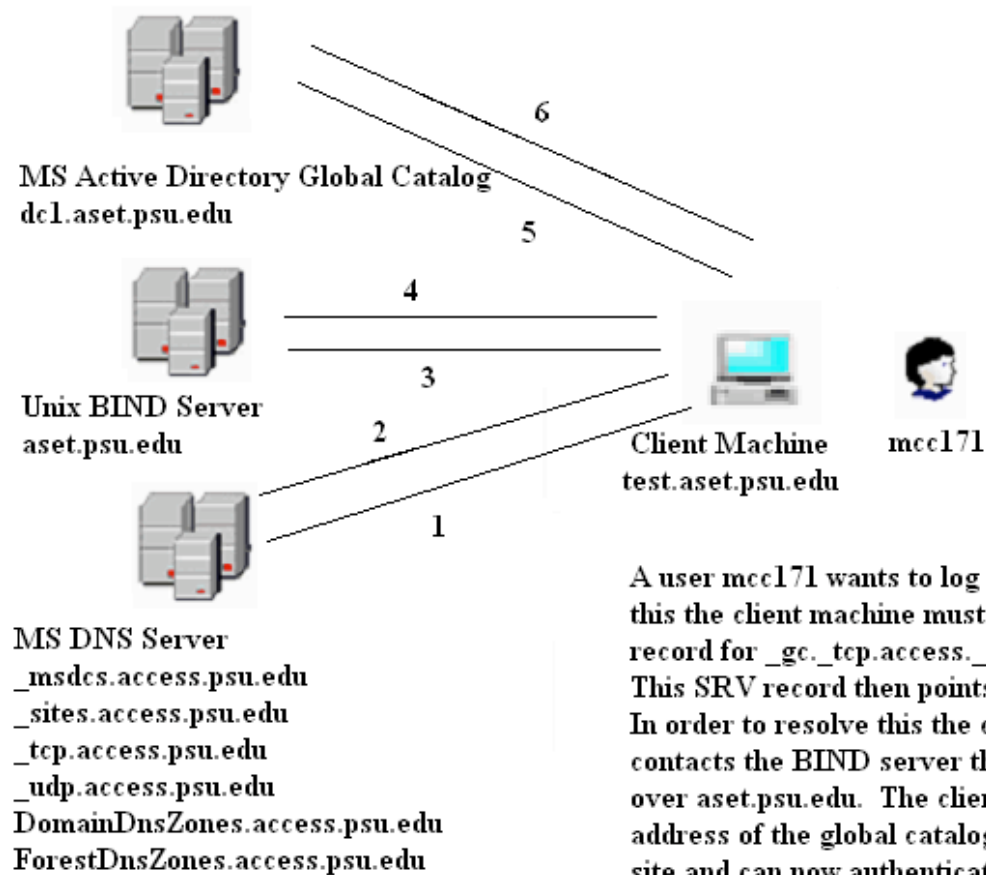 6
MS Active Directory Global Catalog
dc1.aset.psu.edu
5
4
3
Unix BIND Server
aset.psu.edu
2
Client Machine
test.aset.psu.edu
mcc171
1
MS DNS Server
_msdcs.access.psu.edu
_sites.access.psu.edu
_tcp.access.psu.edu
_udp.access.psu.edu
DomainDnsZones.access.psu.edu
ForestDnsZones.access.psu.edu
A user mcc171 wants to log
this the client machine must
record for _gc._tcp.access._
This SRV record then points
In order to resolve this the
contacts the BIND server
over aset.psu.edu. The
address of the global
site and can now